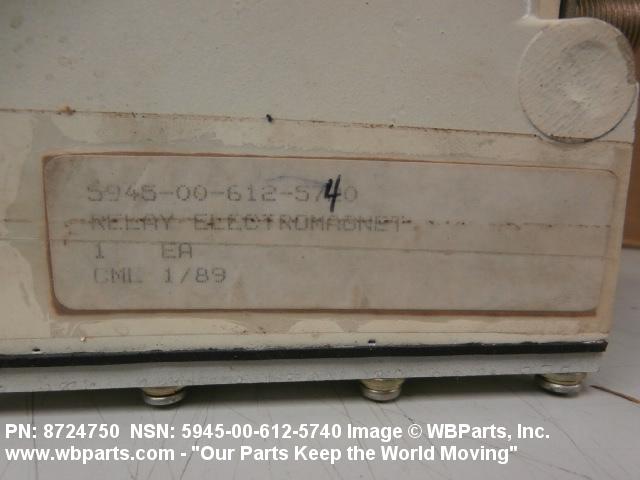 5945-00-612-5740
RELAY ELECTROMAGNET
1 EA
CML 1/89
PN: 8724750 NSN: 5945-00-612-5740 Image © WBParts, Inc.
www.wbparts.com - "Our Parts Keep the World Moving"